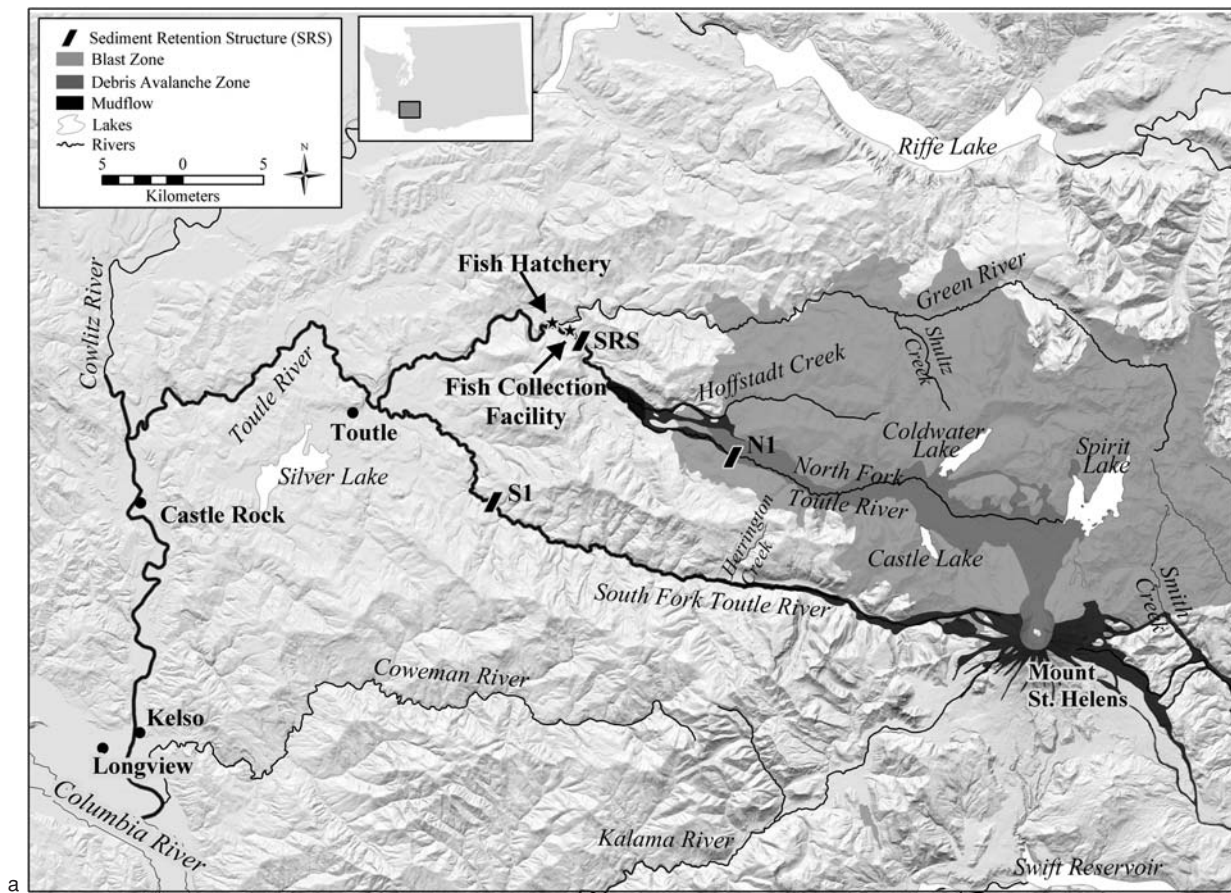 Sediment Retention Structure (SRS)
Blast Zone
Debris Avalanche Zone
Mudflow
Lakes
Rivers
5 0 5
Kilometers
N
Riffe Lake
Cowlitz River
Fish Hatchery
Green River
SRS
Shultz
Creek
Toutle River
Fish Collection
Facility
Hoffstadt Creek
Toutle
N1
Coldwater
Lake
Spirit
Lake
Silver Lake
North Fork
Toutle River
Castle Rock
S1
Herrington
Creek
Castle Lake
South Fork Toutle River
Smith
Creek
Coweman River
Mount
St. Helens
Kelso
Longview
Columbia River
Kalama River
Swift Reservoir
a